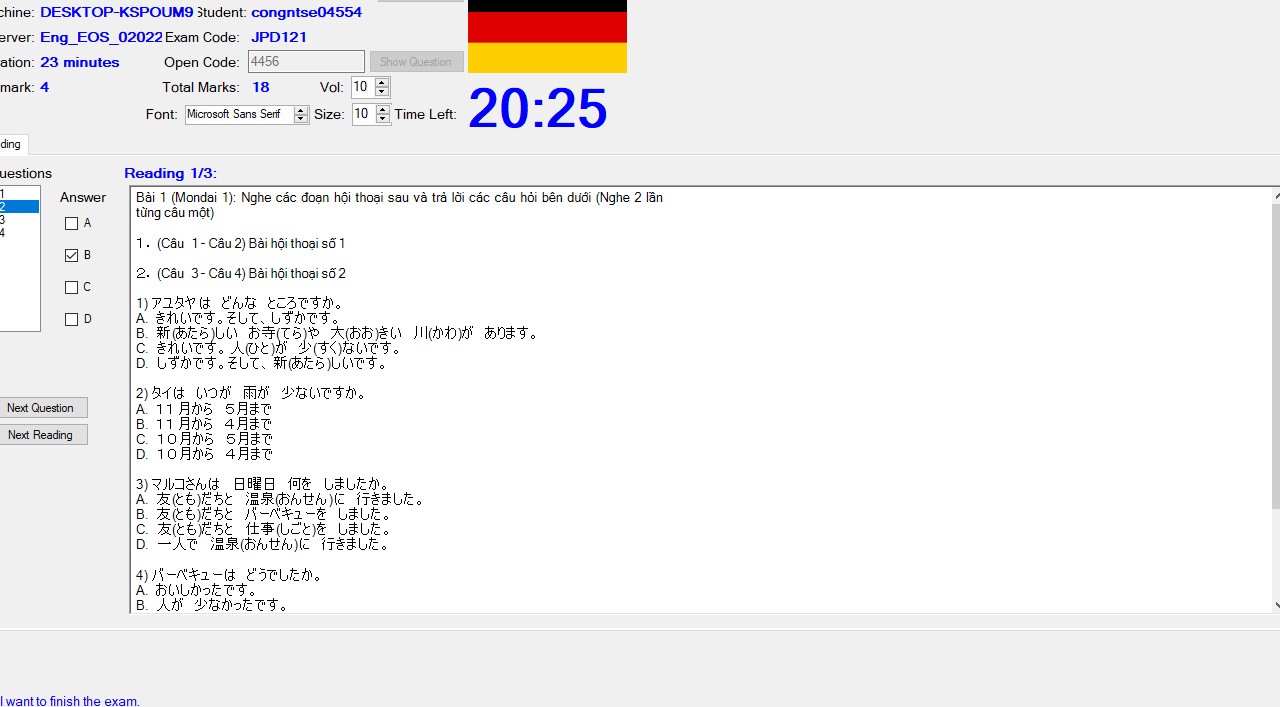 chine: DESKTOP-KSPOUM9 Student: congntse04554
erver: Eng_EOS_02022 Exam Code: JPD121
ation: 23 minutes Open Code: 4456 Show Question
mark: 4 Total Marks: 18 Vol: 10
Font: Microsoft Sans Serif Size: 10 Time Left: 20:25
ding
uestions Reading 1/3:
1
2
3
4
Answer
A
B
C
D
Next Question
Next Reading
Bài 1 (Mondai 1): Nghe các đoạn hội thoại sau và trả lời các câu hỏi bên dưới (Nghe 2 lần
từng câu một)
１．(Câu 1 - Câu 2) Bài hội thoại số 1
２．(Câu 3 - Câu 4) Bài hội thoại số 2
1) アユタヤは　どんな　ところですか。
A. きれいです。そして、しずかです。
B. 新(あたら)しい　お寺(てら)や　大(おお)きい　川(かわ)が　あります。
C. きれいです。人(ひと)が　少(すく)ないです。
D. しずかです。そして、新(あたら)しいです。
2) タイは　いつが　雨が　少ないですか。
A. １１月から　５月まで
B. １１月から　４月まで
C. １０月から　５月まで
D. １０月から　４月まで
3) マルコさんは　日曜日　何を　しましたか。
A. 友(とも)だちと　温泉(おんせん)に　行きました。
B. 友(とも)だちと　バーベキューを　しました。
C. 友(とも)だちと　仕事(しごと)を　しました。
D. 一人で　温泉(おんせん)に　行きました。
4) バーベキューは　どうでしたか。
A. おいしかったです。
B. 人が　少なかったです。
I want to finish the exam.